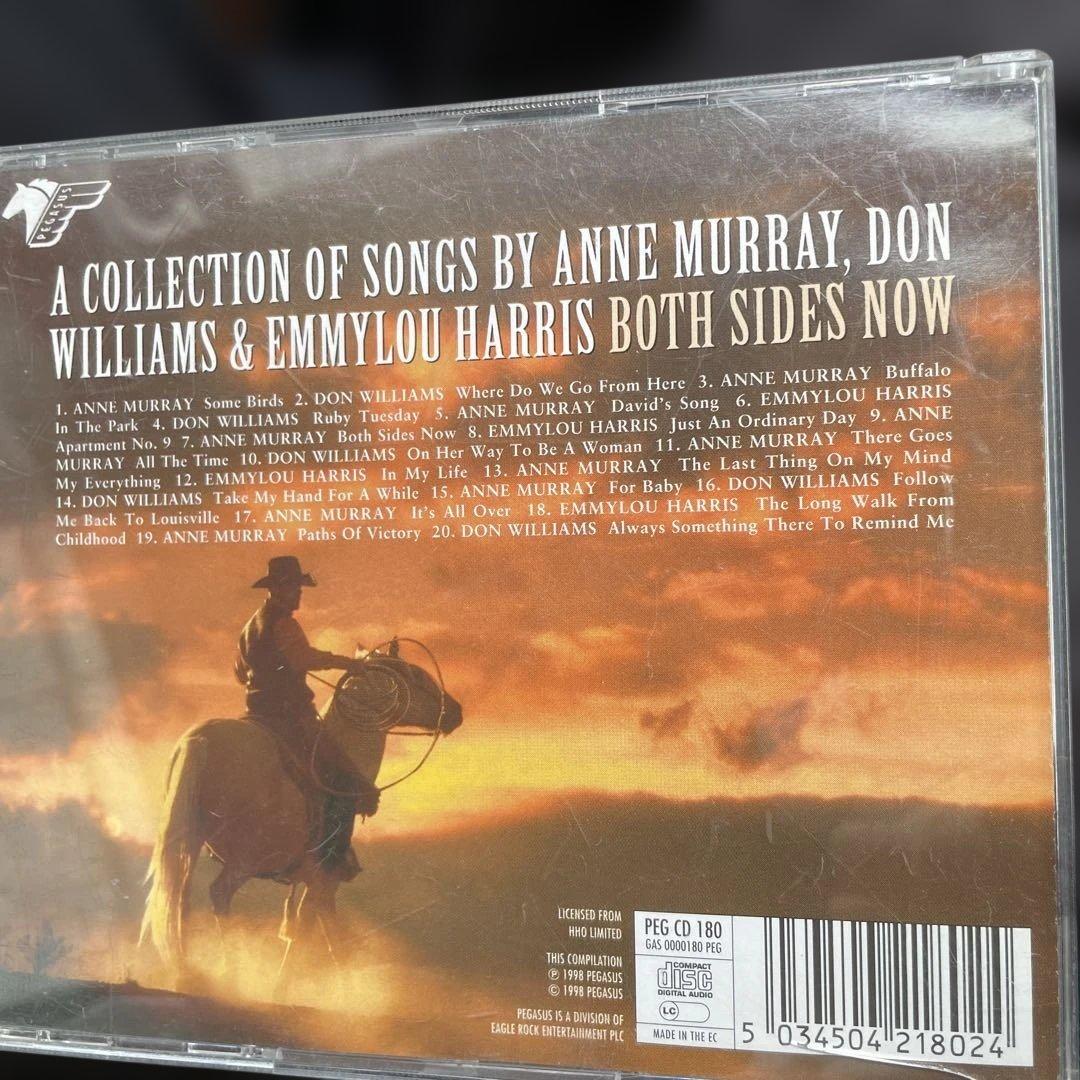 PEGASUS
A COLLECTION OF SONGS BY ANNE MURRAY, DON
WILLIAMS & EMMYLOU HARRIS BOTH SIDES NOW
1. ANNE MURRAY Some Birds 2. DON WILLIAMS Where Do We Go From Here 3. ANNE MURRAY Buffalo
In The Park 4. DON WILLIAMS Ruby Tuesday 5. ANNE MURRAY David's Song 6. EMMYLOU HARRIS
Apartment No. 9 7. ANNE MURRAY Both Sides Now 8. EMMYLOU HARRIS Just An Ordinary Day 9. ANNE
MURRAY All The Time 10. DON WILLIAMS On Her Way To Be A Woman 11. ANNE MURRAY There Goes
My Everything 12. EMMYLOU HARRIS In My Life 13. ANNE MURRAY The Last Thing On My Mind
14. DON WILLIAMS Take My Hand For A While 15. ANNE MURRAY For Baby 16. DON WILLIAMS Follow
Me Back To Louisville 17. ANNE MURRAY It's All Over 18. EMMYLOU HARRIS The Long Walk From
Childhood 19. ANNE MURRAY Paths Of Victory 20. DON WILLIAMS Always Something There To Remind Me
LICENSED FROM
HHO LIMITED
THIS COMPILATION
℗ 1998 PEGASUS
© 1998 PEGASUS
PEGASUS IS A DIVISION OF
EAGLE ROCK ENTERTAINMENT PLC
PEG CD 180
GAS 0000180 PEG
COMPACT
disc
DIGITAL AUDIO
LC
MADE IN THE EC
5 034504 218024